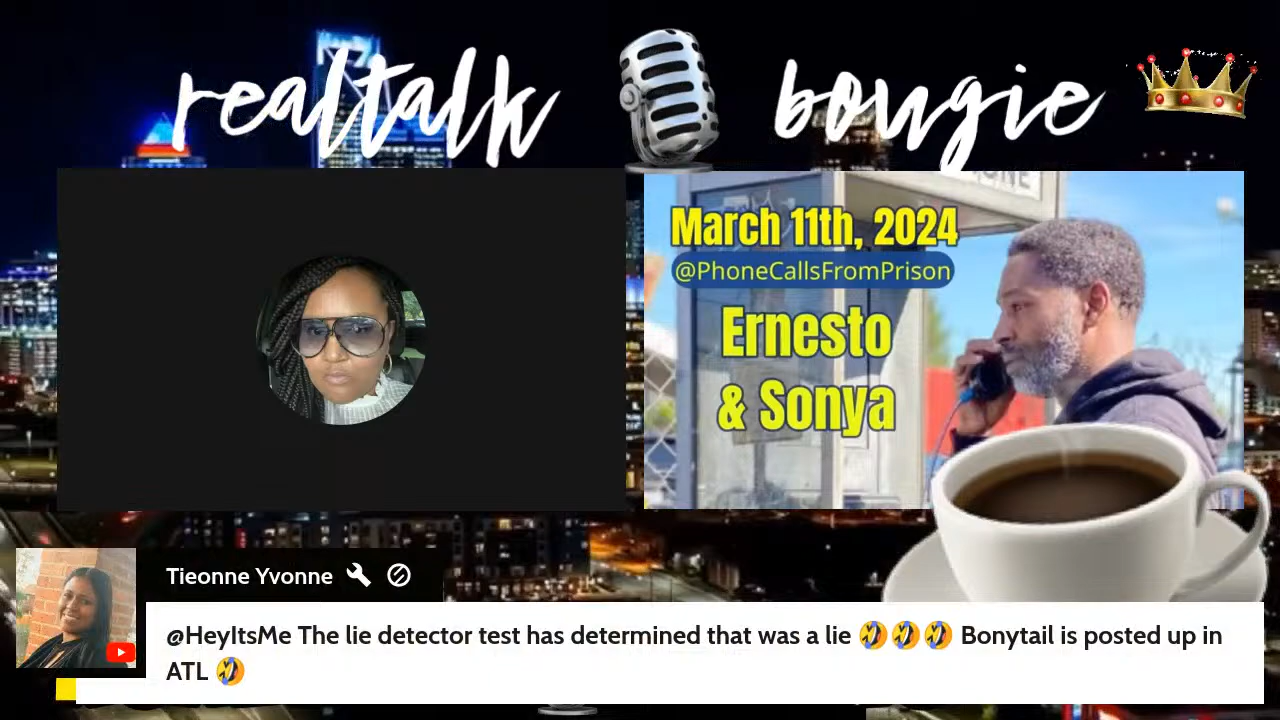 realtalk bougie
March 11th, 2024
@PhoneCallsFromPrison
Ernesto
& Sonya
Tieonne Yvonne
@HeyItsMe The lie detector test has determined that was a lie 🤣🤣🤣 Bonytail is posted up in
ATL 🤣